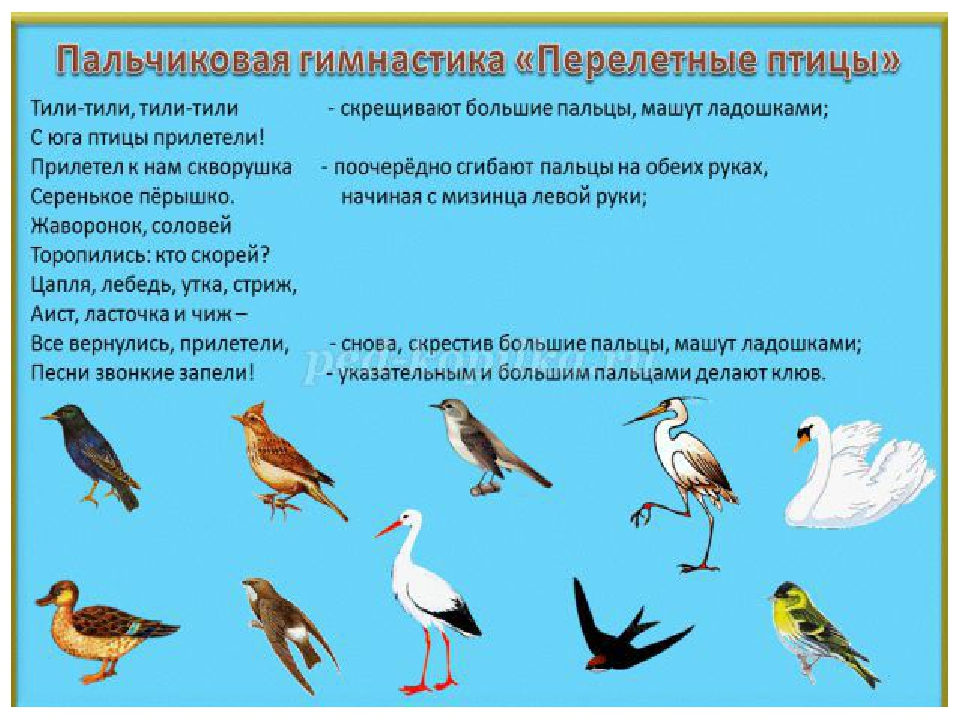 Пальчиковая гимнастика «Перелетные птицы»
Тили-тили, тили-тили - скрещивают большие пальцы, машут ладошками;
С юга птицы прилетели!
Прилетел к нам скворушка - поочерёдно сгибают пальцы на обеих руках,
Серенькое пёрышко. начиная с мизинца левой руки;
Жаворонок, соловей
Торопились: кто скорей?
Цапля, лебедь, утка, стриж,
Аист, ласточка и чиж –
Все вернулись, прилетели, - снова, скрестив большие пальцы, машут ладошками;
Песни звонкие запели! - указательным и большим пальцами делают клюв.
ped-kopilka.ru